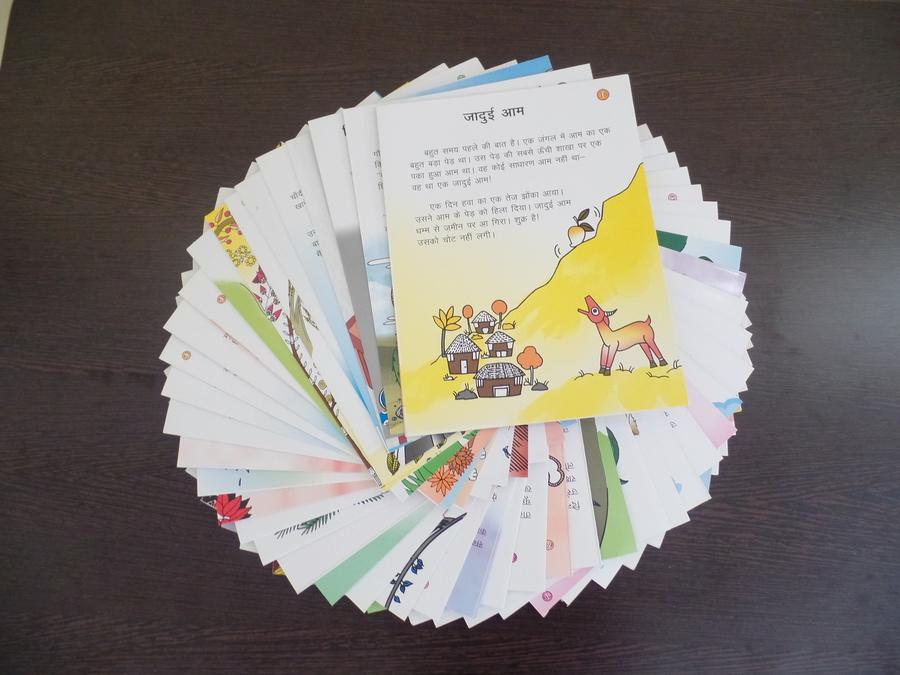 जादुई आम
बहुत समय पहले की बात है। एक जंगल में आम का एक
बहुत बड़ा पेड़ था। उस पेड़ की सबसे ऊँची शाखा पर एक
पका हुआ आम था। वह कोई साधारण आम नहीं था–
वह था एक जादुई आम!
एक दिन हवा का एक तेज झोंका आया।
उसने आम के पेड़ को हिला दिया। जादुई आम
धम्म से ज़मीन पर आ गिरा। शुक्र है!
उसको चोट नहीं लगी।